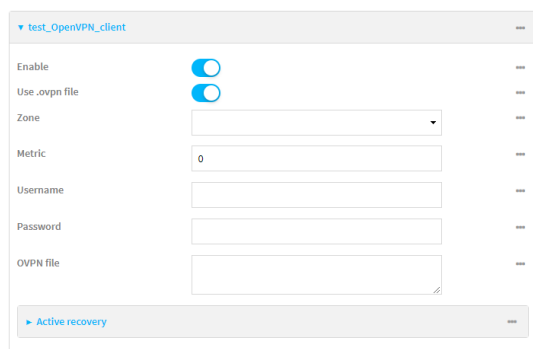 test_OpenVPN_client
Enable
Use .ovpn file
Zone
Metric
0
Username
Password
OVPN file
Active recovery